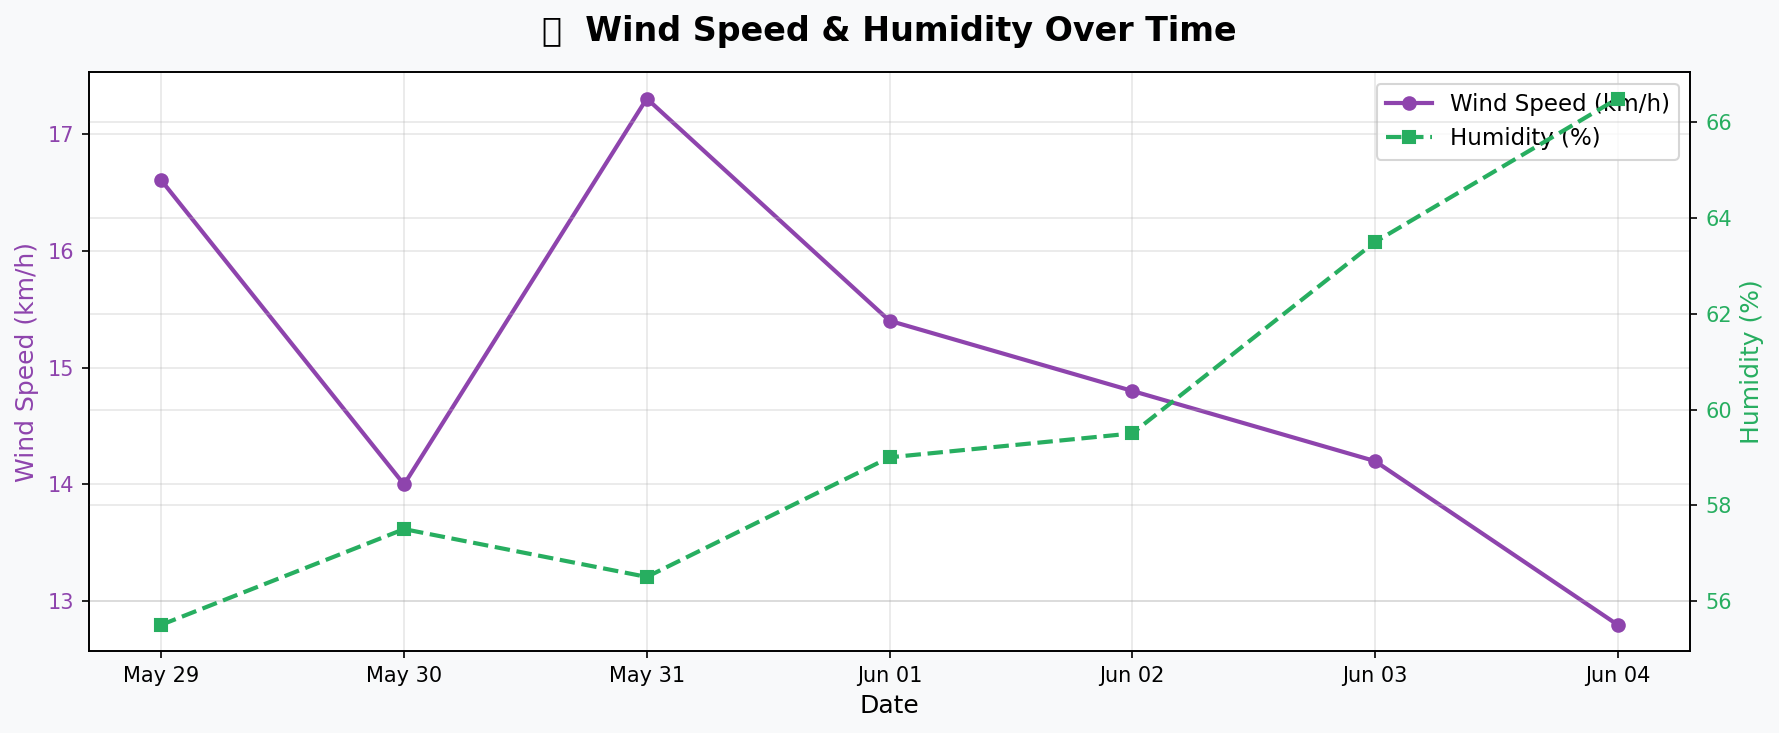 Wind Speed & Humidity Over Time
Wind Speed (km/h)
Humidity (%)
17
16
15
14
13
Wind Speed (km/h)
66
64
62
60
58
56
Humidity (%)
May 29 May 30 May 31 Jun 01 Jun 02 Jun 03 Jun 04
Date